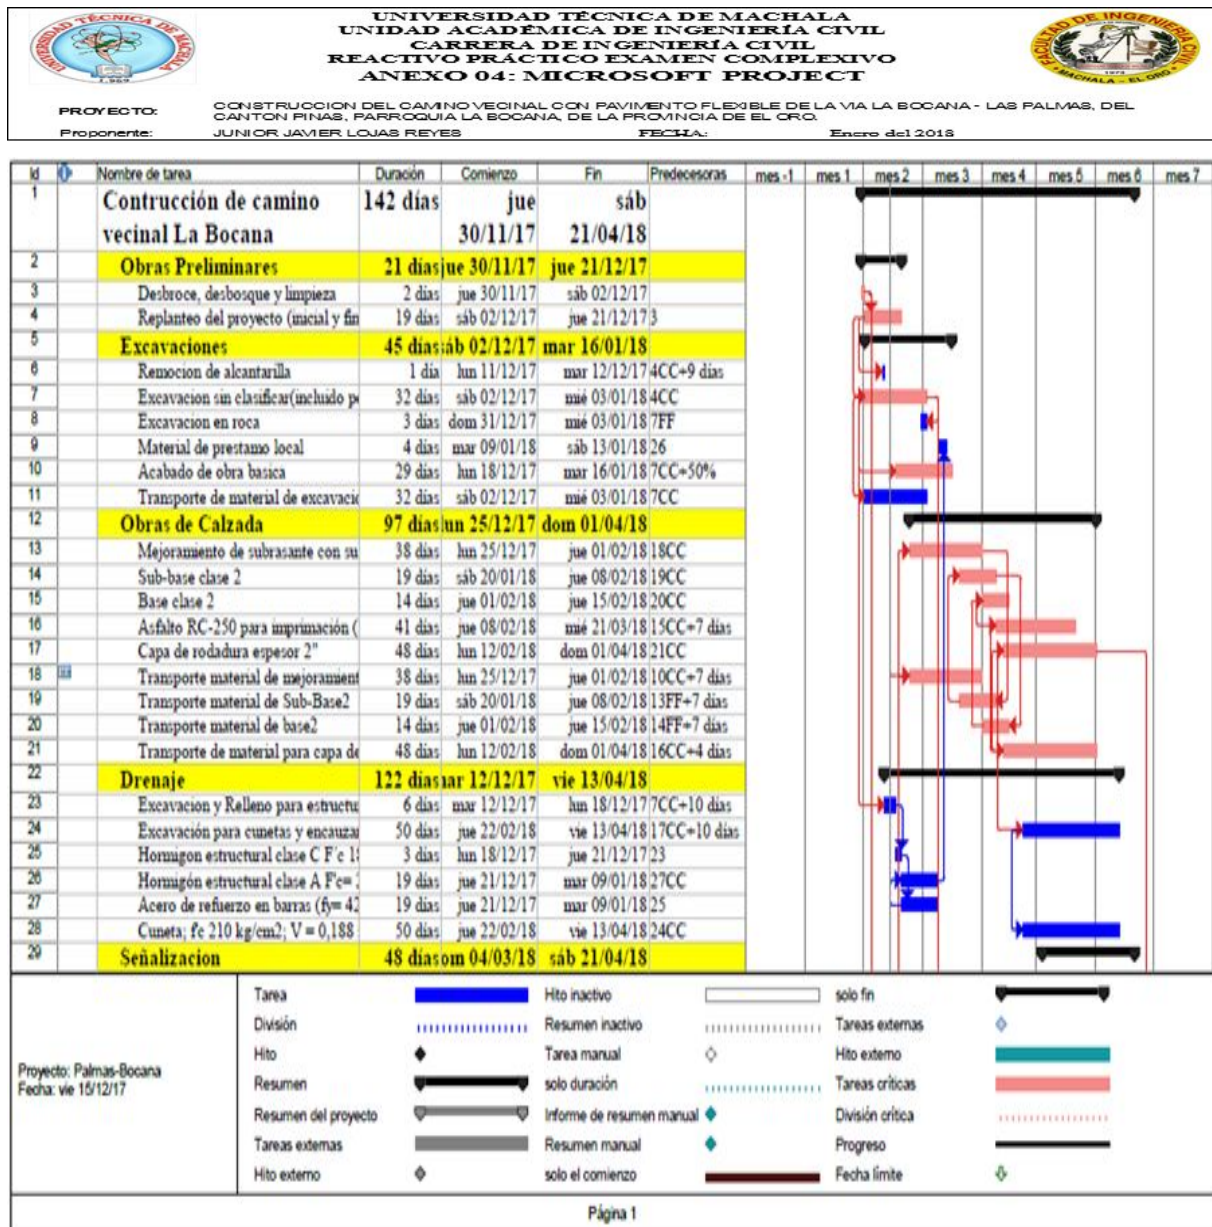 UNIVERSIDAD TÉCNICA DE MACHALA
UNIDAD ACADÉMICA DE INGENIERÍA CIVIL
CARRERA DE INGENIERÍA CIVIL
REACTIVO PRÁCTICO EXAMEN COMPLEXIVO
ANEXO 04: MICROSOFT PROJECT
UNIVERSIDAD TÉCNICA DE MACHALA
1.969
FACULTAD DE INGENIERIA CIVIL
1973
MACHALA - EL ORO
PROYECTO: CONSTRUCCION DEL CAMINO VECINAL CON PAVIMENTO FLEXIBLE DE LA VIA LA BOCANA - LAS PALMAS, DEL
CANTON PINAS, PARROQUIA LA BOCANA, DE LA PROVINCIA DE EL ORO.
Proponente: JUNIOR JAVIER LOJAS REYES FECHA: Enero del 2018
Id Nombre de tarea Duración Comienzo Fin Predecesoras mes -1 mes 1 mes 2 mes 3 mes 4 mes 5 mes 6 mes 7
1 Contrucción de camino 142 días jue sáb
vecinal La Bocana 30/11/17 21/04/18
2 Obras Preliminares 21 días jue 30/11/17 jue 21/12/17
3 Desbroce, desbosque y limpieza 2 días jue 30/11/17 sáb 02/12/17
4 Replanteo del proyecto (inicial y fin 19 días sáb 02/12/17 jue 21/12/17 3
5 Excavaciones 45 días áb 02/12/17 mar 16/01/18
6 Remocion de alcantarilla 1 día lun 11/12/17 mar 12/12/17 4CC+9 días
7 Excavacion sin clasificar(incluido pe 32 días sáb 02/12/17 mié 03/01/18 4CC
8 Excavacion en roca 3 días dom 31/12/17 mié 03/01/18 7FF
9 Material de prestamo local 4 días mar 09/01/18 sáb 13/01/18 26
10 Acabado de obra basica 29 días lun 18/12/17 mar 16/01/18 7CC+50%
11 Transporte de material de excavació 32 días sáb 02/12/17 mié 03/01/18 7CC
12 Obras de Calzada 97 días un 25/12/17 dom 01/04/18
13 Mejoramiento de subrasante con su 38 días lun 25/12/17 jue 01/02/18 18CC
14 Sub-base clase 2 19 días sáb 20/01/18 jue 08/02/18 19CC
15 Base clase 2 14 días jue 01/02/18 jue 15/02/18 20CC
16 Asfalto RC-250 para imprimación ( 41 días jue 08/02/18 mié 21/03/18 15CC+7 días
17 Capa de rodadura espesor 2" 48 días lun 12/02/18 dom 01/04/18 21CC
18 Transporte material de mejoramient 38 días lun 25/12/17 jue 01/02/18 10CC+7 días
19 Transporte material de Sub-Base2 19 días sáb 20/01/18 jue 08/02/18 13FF+7 días
20 Transporte material de base2 14 días jue 01/02/18 jue 15/02/18 14FF+7 días
21 Transporte de material para capa de 48 días lun 12/02/18 dom 01/04/18 16CC+4 días
22 Drenaje 122 días nar 12/12/17 vie 13/04/18
23 Excavacion y Relleno para estructu 6 días mar 12/12/17 lun 18/12/17 7CC+10 días
24 Excavación para cunetas y encauzar 50 días jue 22/02/18 vie 13/04/18 17CC+10 días
25 Hormigon estructural clase C F'c 18 3 días lun 18/12/17 jue 21/12/17 23
26 Hormigón estructural clase A F'c= 19 días jue 21/12/17 mar 09/01/18 27CC
27 Acero de refuerzo en barras (fy= 42 19 días jue 21/12/17 mar 09/01/18 25
28 Cuneta; f'c 210 kg/cm2; V = 0,188 50 días jue 22/02/18 vie 13/04/18 24CC
29 Señalizacion 48 días om 04/03/18 sáb 21/04/18
Proyecto: Palmas-Bocana
Fecha: vie 15/12/17
Tarea Hito inactivo solo fin
División Resumen inactivo Tareas externas
Hito Tarea manual Hito externo
Resumen solo duración Tareas críticas
Resumen del proyecto Informe de resumen manual División crítica
Tareas externas Resumen manual Progreso
Hito externo solo el comienzo Fecha límite
Página 1